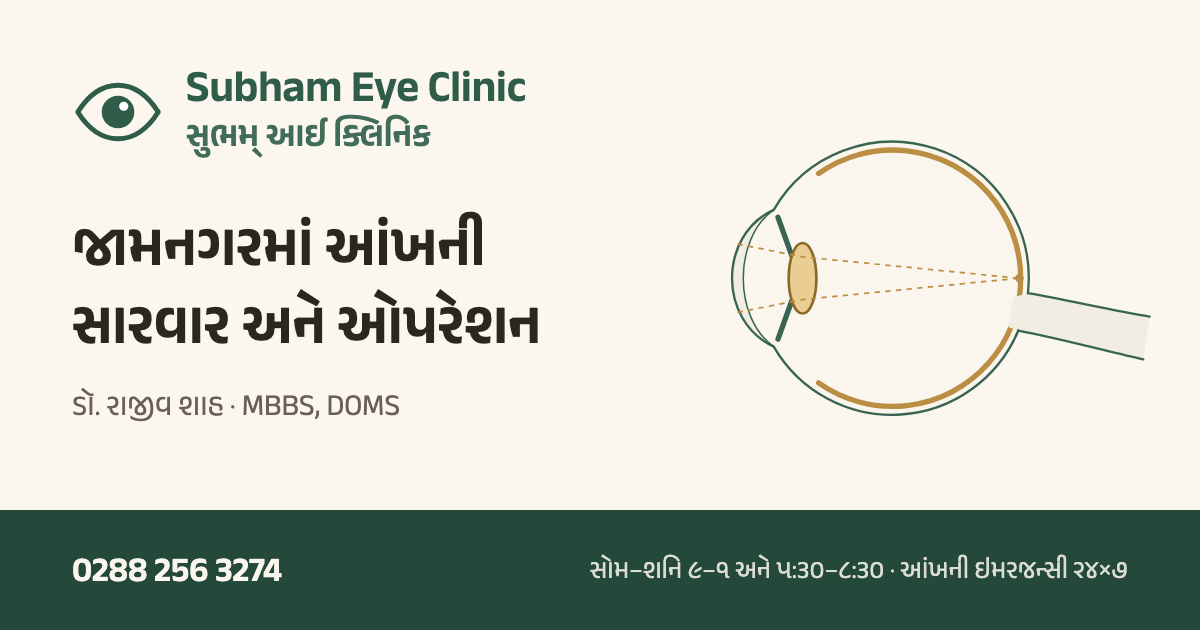 Subham Eye Clinic
સુભમ્ આઈ ક્લિનિક
જામનગરમાં આંખની
સારવાર અને ઓપરેશન
ડૉ. રાજીવ શાહ · MBBS, DOMS
0288 256 3274
સોમ–શનિ ૯–૧ અને ૫:30–૮:30 · આંખની ઇમરજન્સી ૨૪×૭